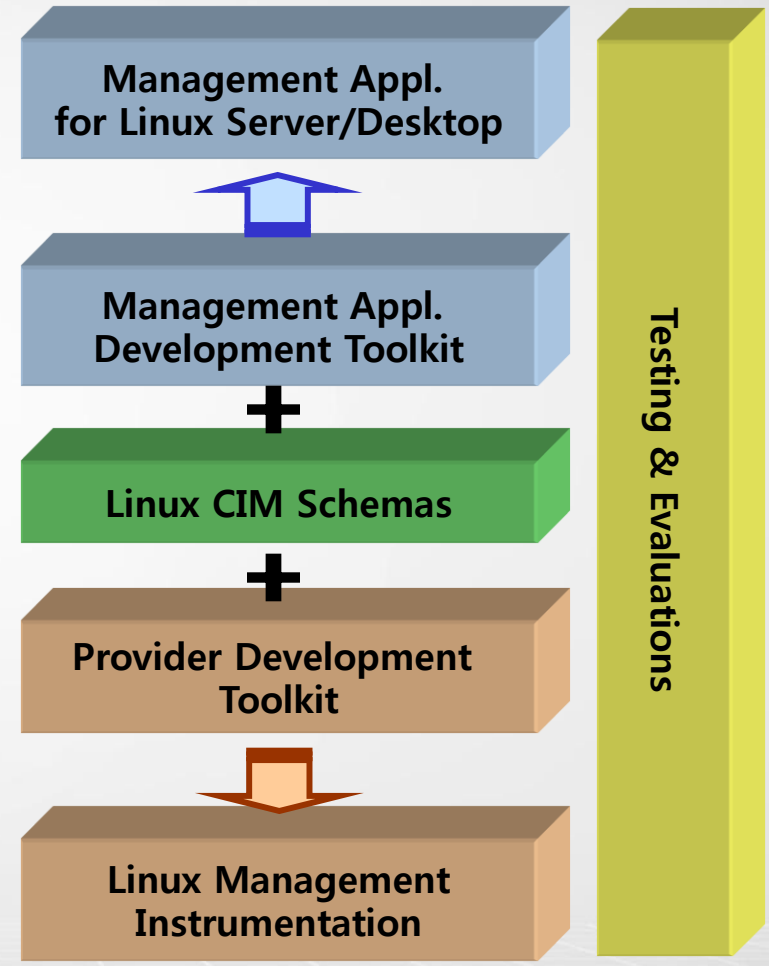 Management Appl.
for Linux Server/Desktop
Management Appl.
Development Toolkit
+
Linux CIM Schemas
+
Provider Development
Toolkit
Linux Management
Instrumentation
Testing & Evaluations